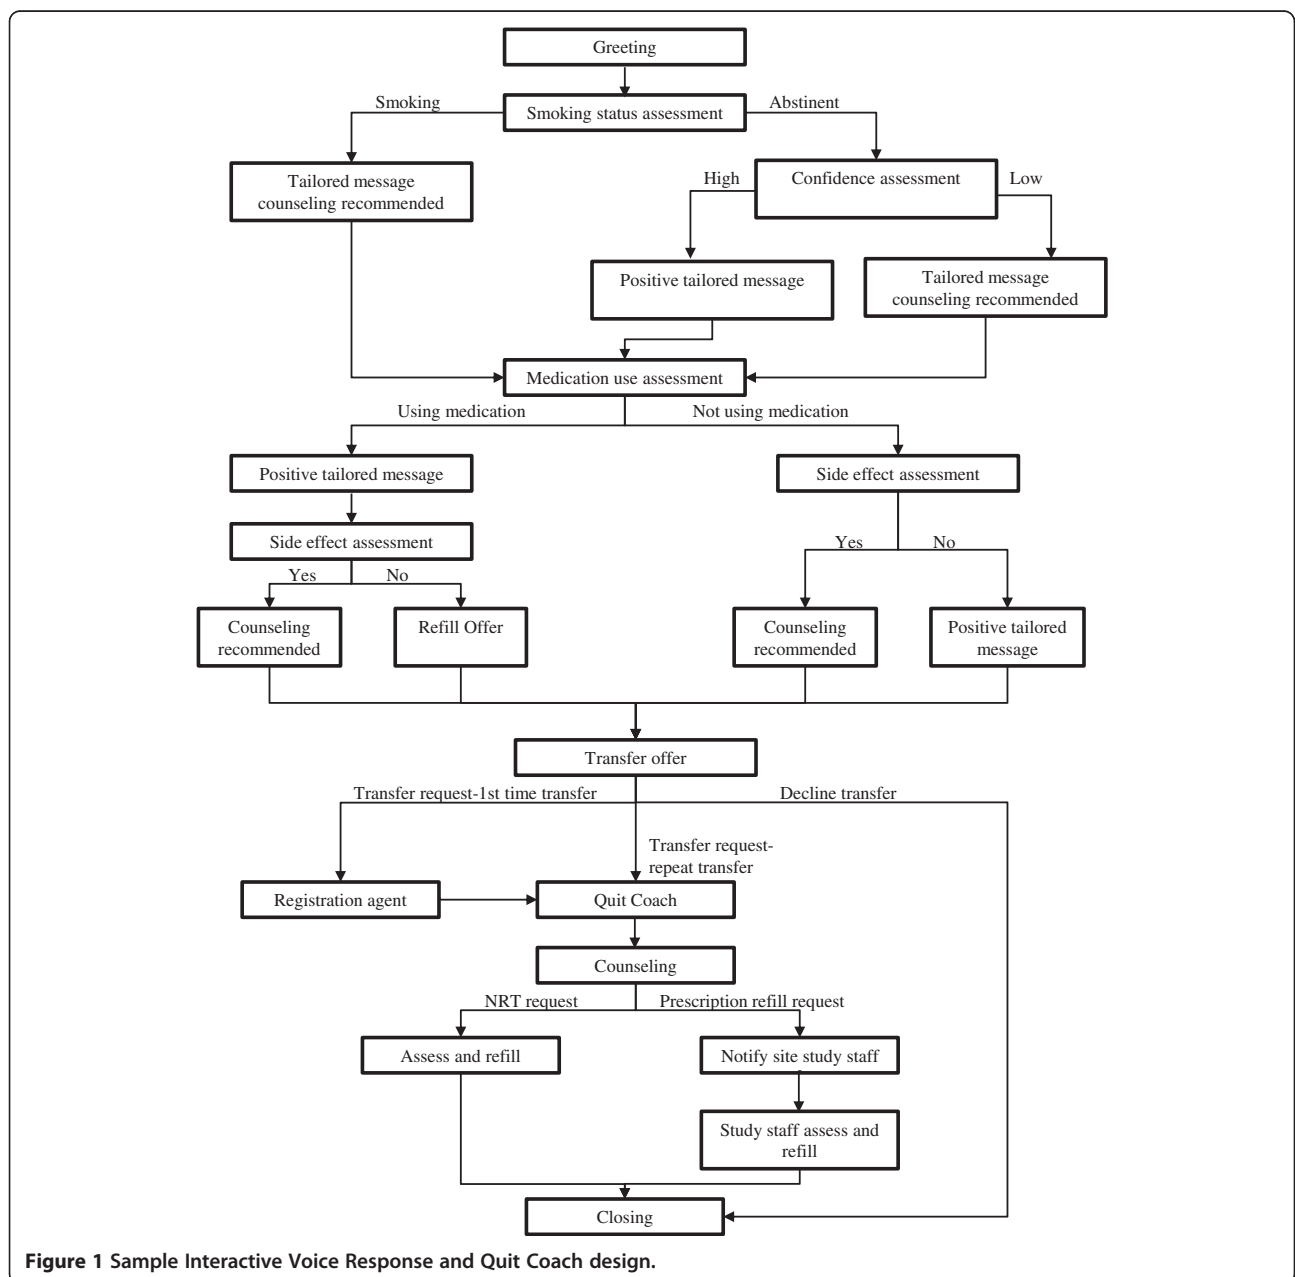 Greeting
Smoking
Smoking status assessment
Abstinent
Tailored message
counseling recommended
High
Confidence assessment
Low
Positive tailored message
Tailored message
counseling recommended
Medication use assessment
Using medication
Not using medication
Positive tailored message
Side effect assessment
Side effect assessment
Yes
No
Yes
No
Counseling
recommended
Refill Offer
Counseling
recommended
Positive tailored
message
Transfer offer
Transfer request-1st time transfer
Decline transfer
Transfer request-
repeat transfer
Registration agent
Quit Coach
Counseling
NRT request
Prescription refill request
Assess and refill
Notify site study staff
Study staff assess and
refill
Closing
Figure 1 Sample Interactive Voice Response and Quit Coach design.